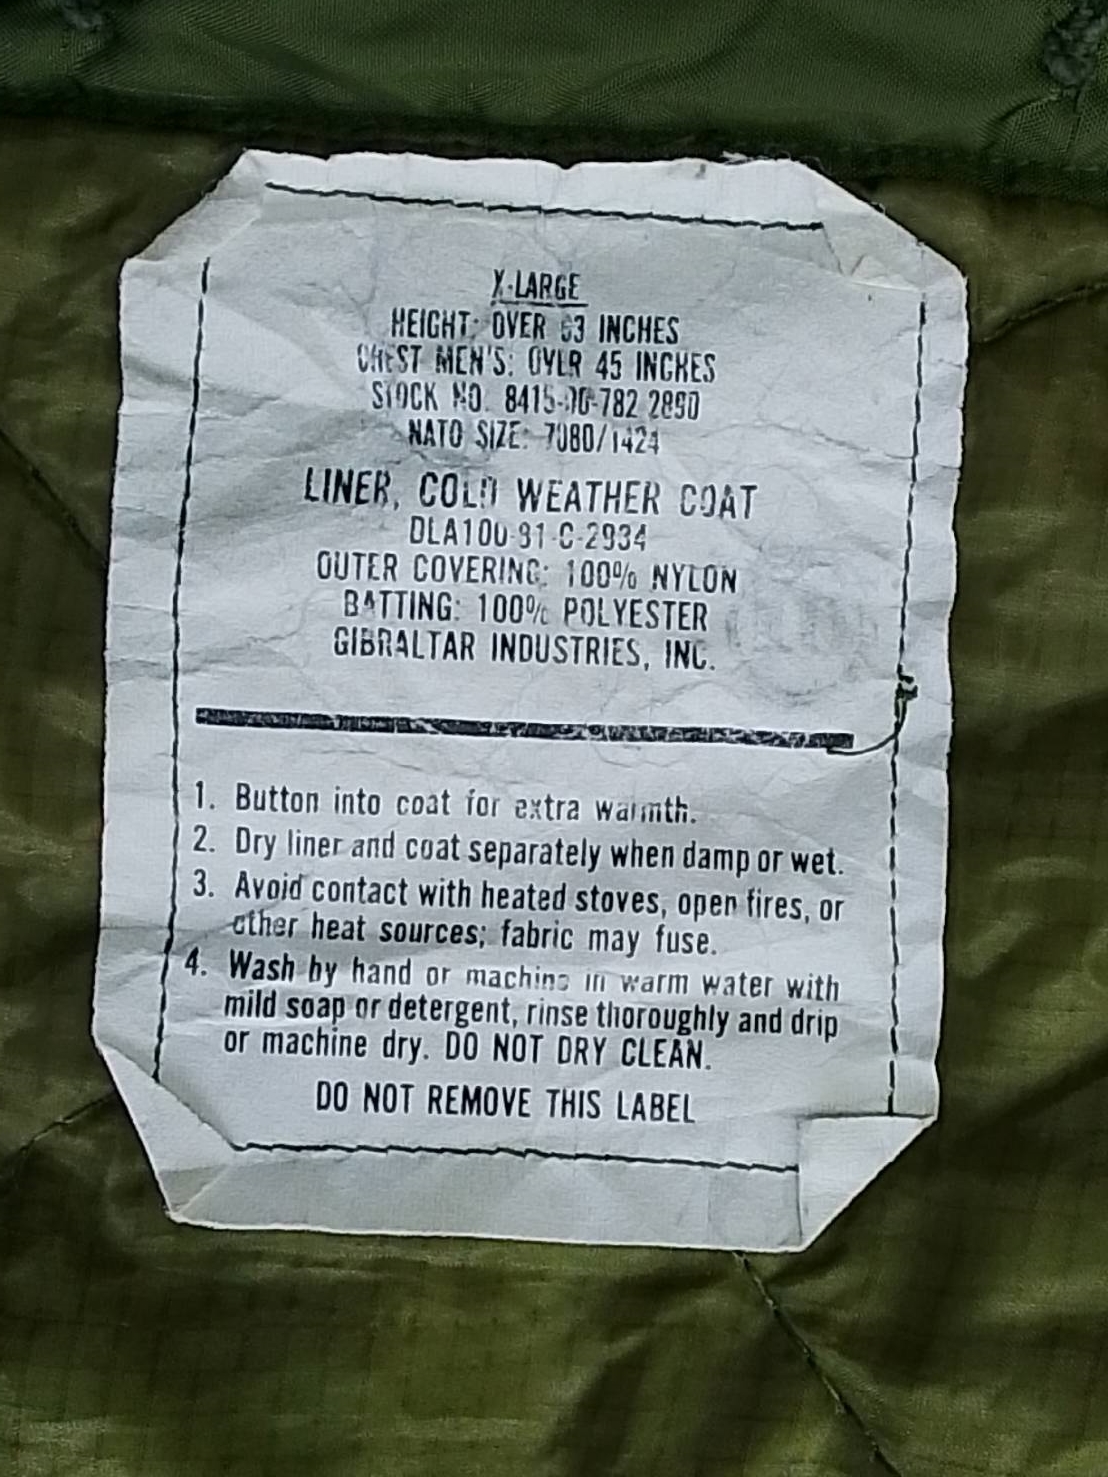 X-LARGE
HEIGHT: OVER 63 INCHES
CHEST MEN'S: OVER 45 INCHES
STOCK NO. 8415-00-782 2890
NATO SIZE: 7080/1424
LINER, COLD WEATHER COAT
DLA100-91-C-2934
OUTER COVERING: 100% NYLON
BATTING: 100% POLYESTER
GIBRALTAR INDUSTRIES, INC.
1. Button into coat for extra warmth.
2. Dry liner and coat separately when damp or wet.
3. Avoid contact with heated stoves, open fires, or
other heat sources; fabric may fuse.
4. Wash by hand or machine in warm water with
mild soap or detergent, rinse thoroughly and drip
or machine dry. DO NOT DRY CLEAN.
DO NOT REMOVE THIS LABEL